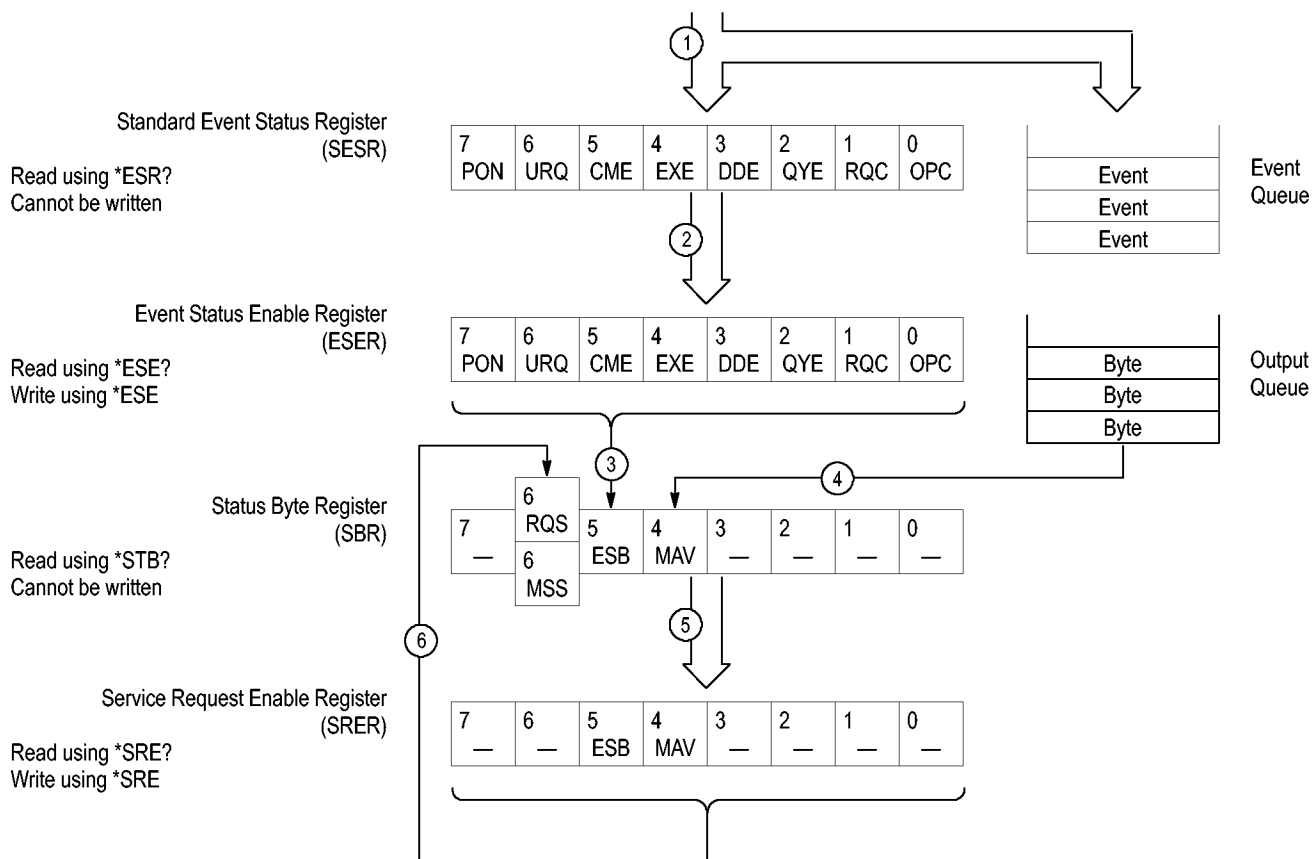 1
Standard Event Status Register
(SESR)
Read using *ESR?
Cannot be written
7 6 5 4 3 2 1 0
PON URQ CME EXE DDE QYE RQC OPC
Event
Event
Event
Event
Queue
2
Event Status Enable Register
(ESER)
Read using *ESE?
Write using *ESE
7 6 5 4 3 2 1 0
PON URQ CME EXE DDE QYE RQC OPC
Byte
Byte
Byte
Output
Queue
3
4
Status Byte Register
(SBR)
Read using *STB?
Cannot be written
6
RQS
7 5 4 3 2 1 0
— ESB MAV — — — —
6
MSS
5
6
Service Request Enable Register
(SRER)
Read using *SRE?
Write using *SRE
7 6 5 4 3 2 1 0
— — ESB MAV — — — —